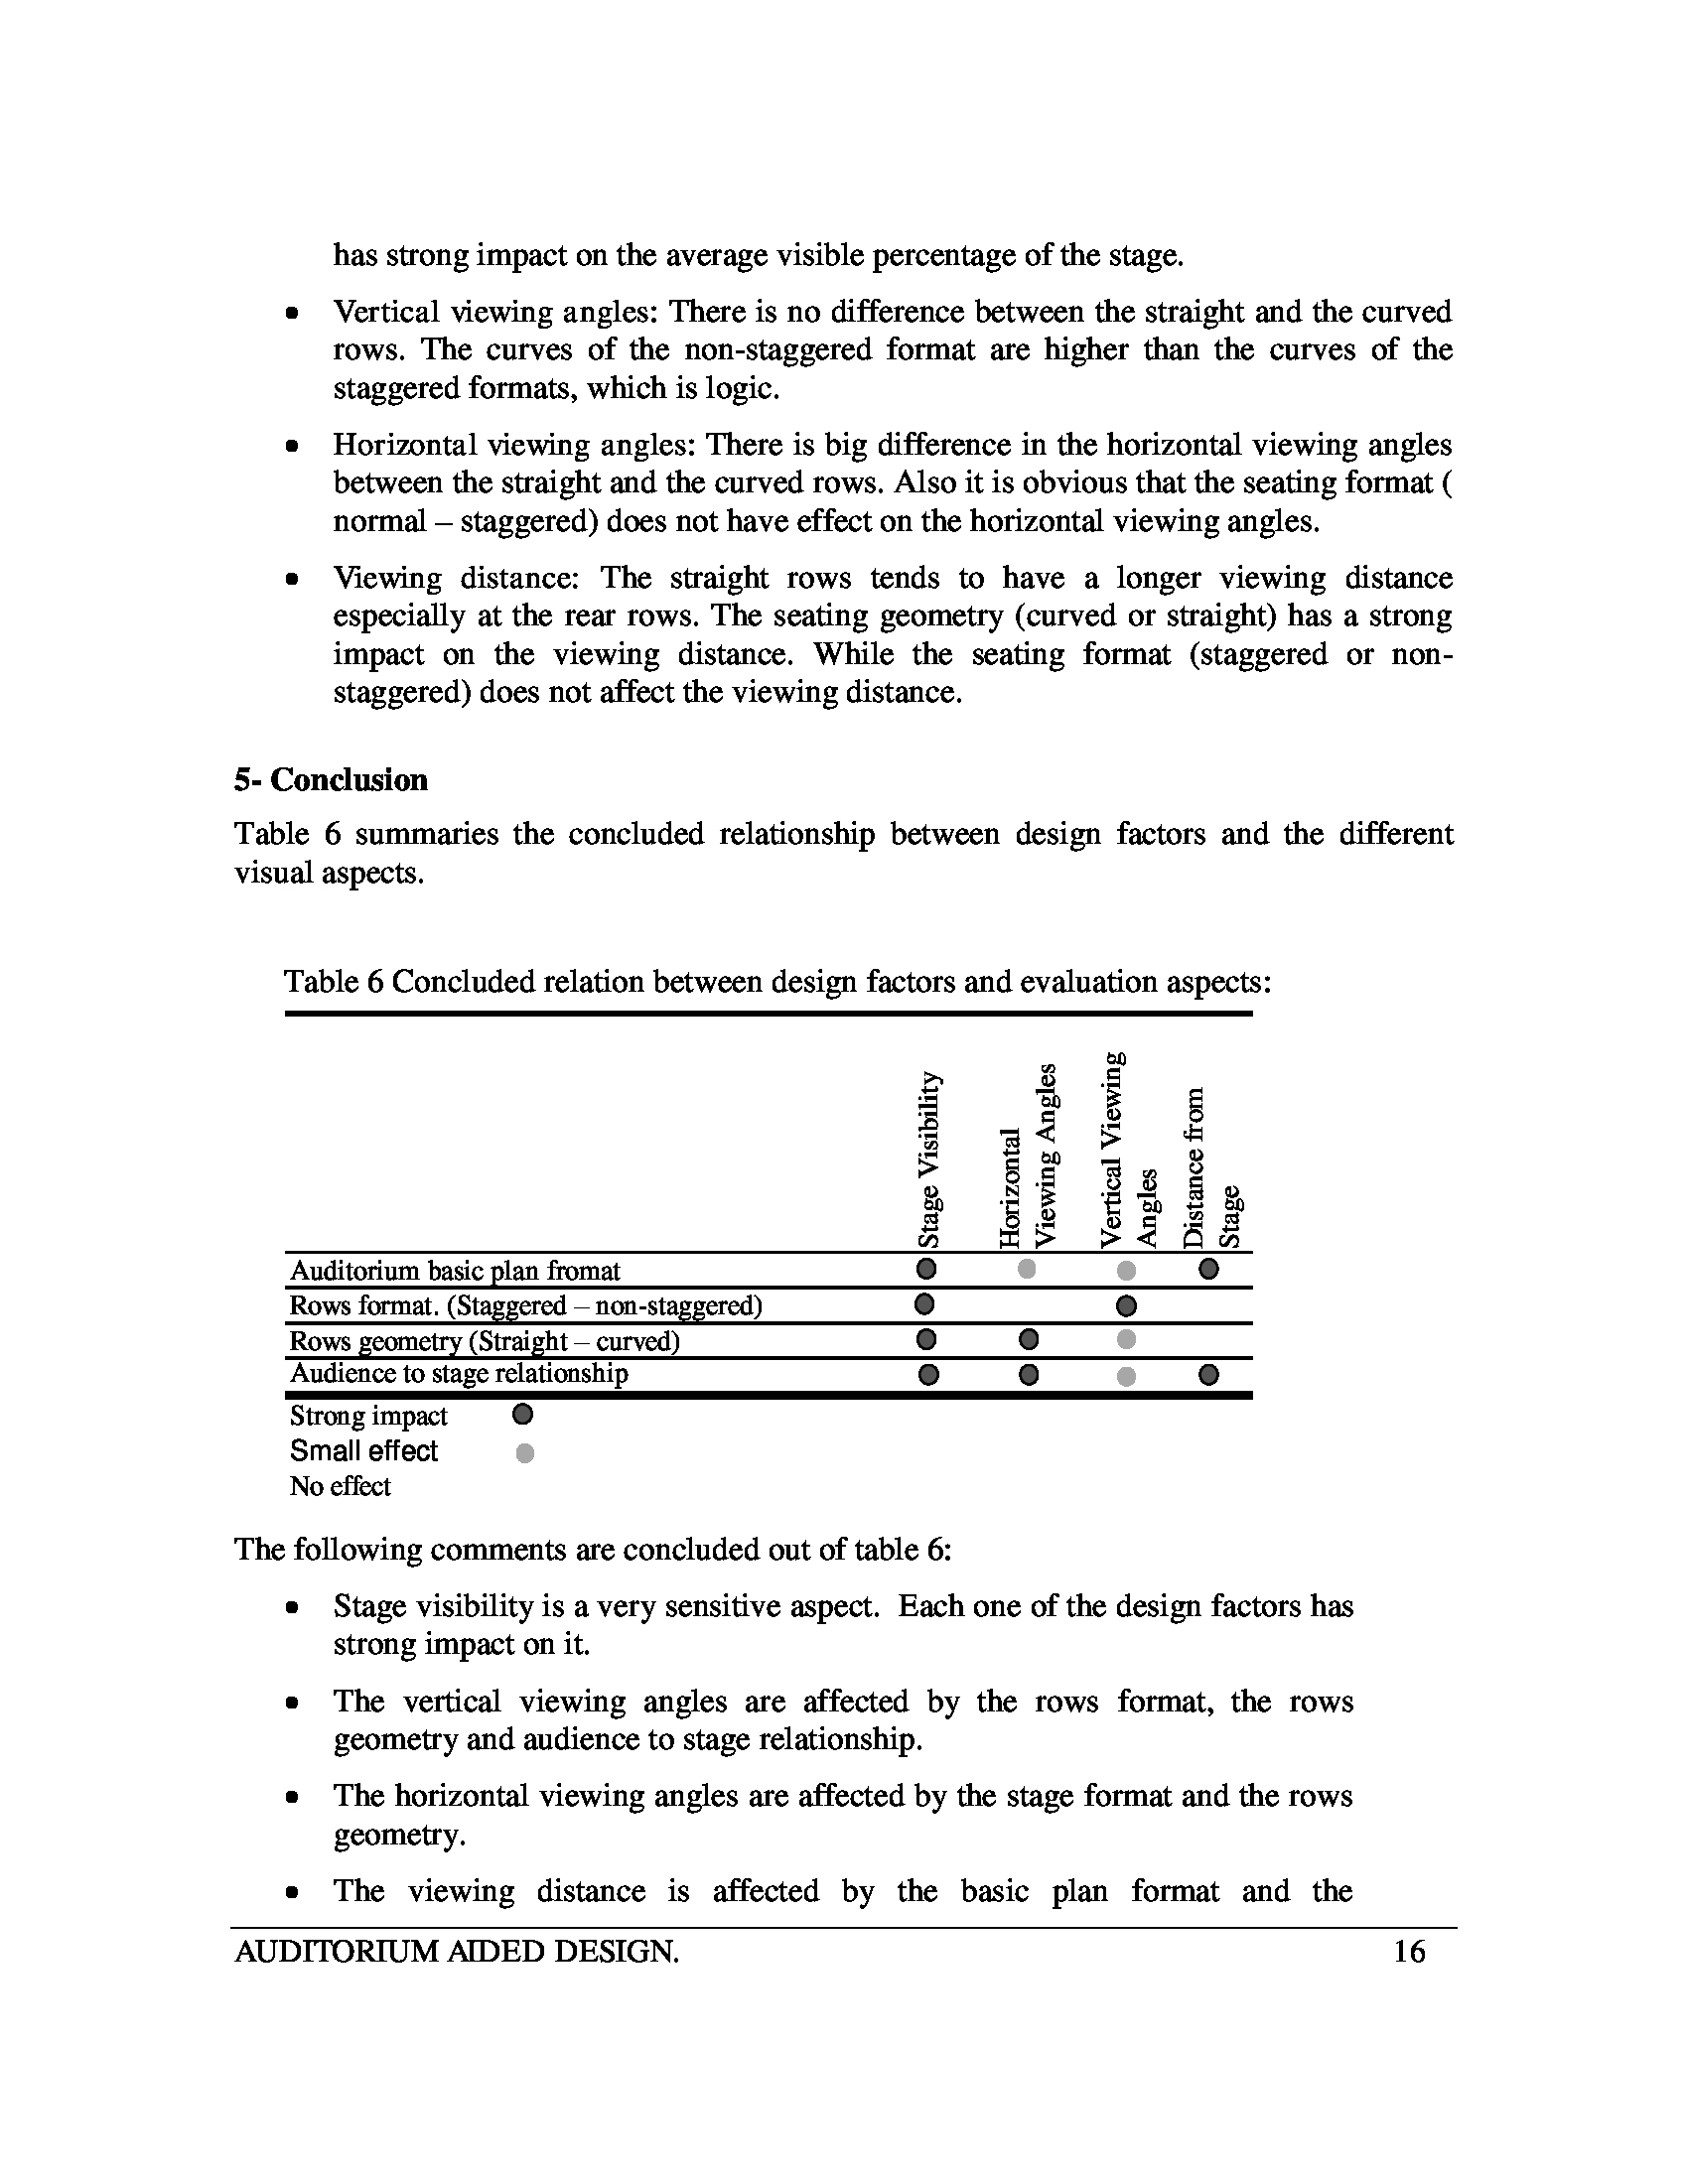 has strong impact on the average visible percentage of the stage.
• Vertical viewing angles: There is no difference between the straight and the curved
rows. The curves of the non-staggered format are higher than the curves of the
staggered formats, which is logic.
• Horizontal viewing angles: There is big difference in the horizontal viewing angles
between the straight and the curved rows. Also it is obvious that the seating format (
normal – staggered) does not have effect on the horizontal viewing angles.
• Viewing distance: The straight rows tends to have a longer viewing distance
especially at the rear rows. The seating geometry (curved or straight) has a strong
impact on the viewing distance. While the seating format (staggered or non-
staggered) does not affect the viewing distance.
5- Conclusion
Table 6 summaries the concluded relationship between design factors and the different
visual aspects.
Table 6 Concluded relation between design factors and evaluation aspects:
Stage Visibility
Horizontal
Viewing Angles
Vertical Viewing
Angles
Distance from
Stage
Auditorium basic plan fromat
Rows format. (Staggered – non-staggered)
Rows geometry (Straight – curved)
Audience to stage relationship
Strong impact
Small effect
No effect
The following comments are concluded out of table 6:
• Stage visibility is a very sensitive aspect.  Each one of the design factors has
strong impact on it.
• The vertical viewing angles are affected by the rows format, the rows
geometry and audience to stage relationship.
• The horizontal viewing angles are affected by the stage format and the rows
geometry.
• The viewing distance is affected by the basic plan format and the
AUDITORIUM AIDED DESIGN. 16